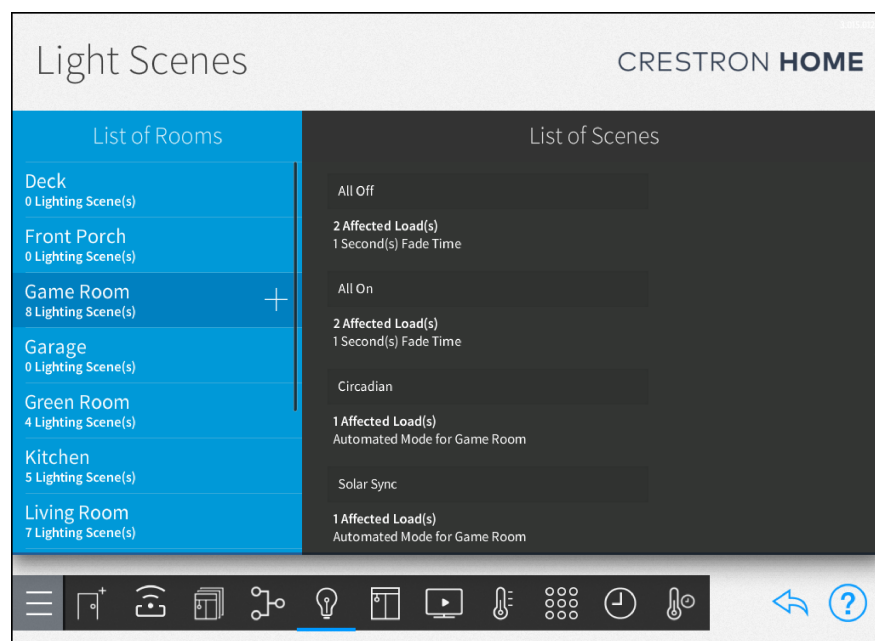 Light Scenes
CRESTRON HOME
List of Rooms
List of Scenes
Deck
0 Lighting Scene(s)
Front Porch
0 Lighting Scene(s)
Game Room
8 Lighting Scene(s)
Garage
0 Lighting Scene(s)
Green Room
4 Lighting Scene(s)
Kitchen
5 Lighting Scene(s)
Living Room
7 Lighting Scene(s)
All Off
2 Affected Load(s)
1 Second(s) Fade Time
All On
2 Affected Load(s)
1 Second(s) Fade Time
Circadian
1 Affected Load(s)
Automated Mode for Game Room
Solar Sync
1 Affected Load(s)
Automated Mode for Game Room
?